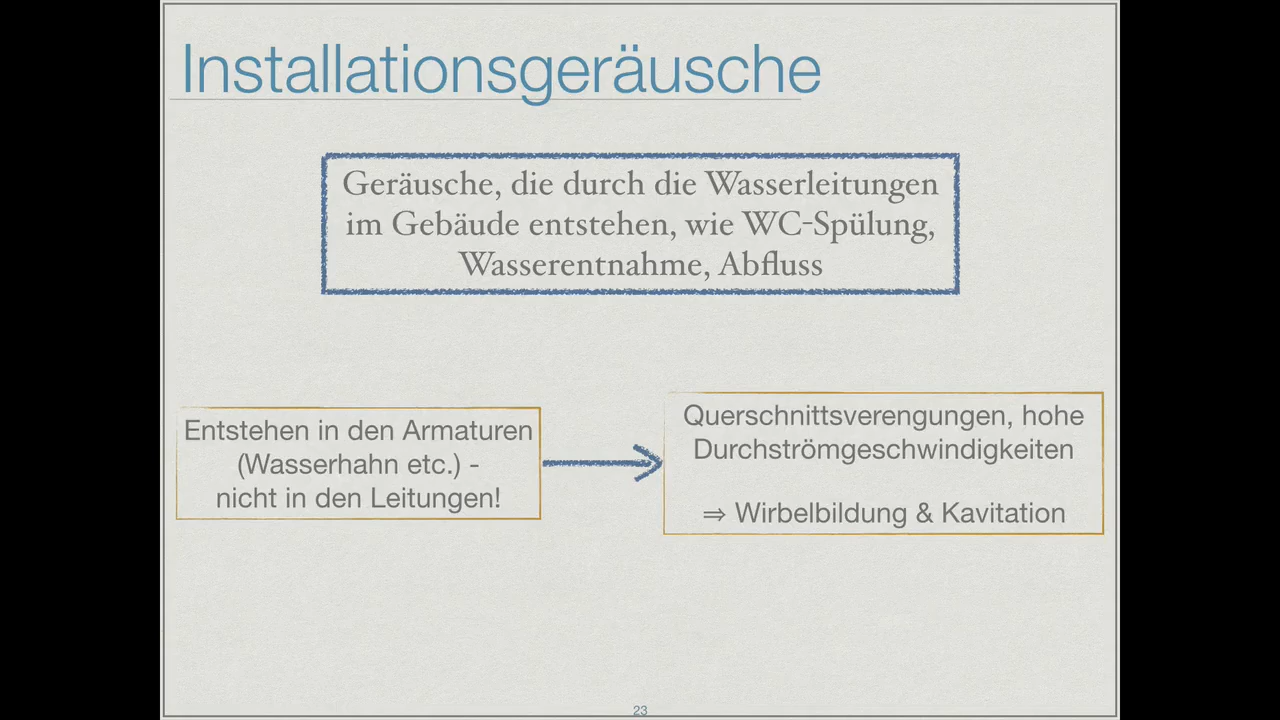 Installationsgeräusche
Geräusche, die durch die Wasserleitungen
im Gebäude entstehen, wie WC-Spülung,
Wasserentnahme, Abfluss
Entstehen in den Armaturen
(Wasserhahn etc.) -
nicht in den Leitungen!
Querschnittsverengungen, hohe
Durchströmgeschwindigkeiten
⇒ Wirbelbildung & Kavitation
23